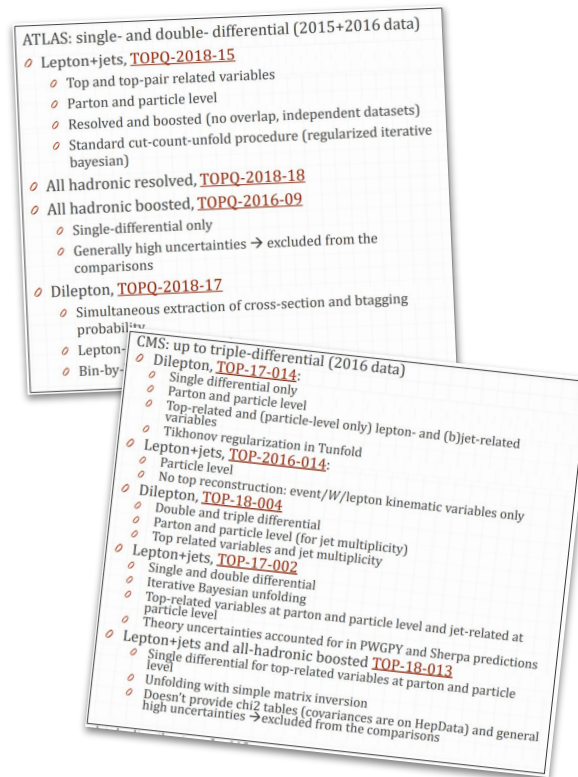 ATLAS: single- and double- differential (2015+2016 data)
Lepton+jets, TOPQ-2018-15
Top and top-pair related variables
Parton and particle level
Resolved and boosted (no overlap, independent datasets)
Standard cut-count-unfold procedure (regularized iterative
bayesian)
All hadronic resolved, TOPQ-2018-18
All hadronic boosted, TOPQ-2016-09
Single-differential only
Generally high uncertainties → excluded from the
comparisons
Dilepton, TOPQ-2018-17
Simultaneous extraction of cross-section and btagging
probability
Lepton-
Bin-by-
CMS: up to triple-differential (2016 data)
Dilepton, TOP-17-014:
Single differential only
Parton and particle level
Top-related and (particle-level only) lepton- and (b)jet-related
variables
Tikhonov regularization in Tunfold
Lepton+jets, TOP-2016-014:
Particle level
No top reconstruction: event/W/lepton kinematic variables only
Dilepton, TOP-18-004
Double and triple differential
Parton and particle level (for jet multiplicity)
Top related variables and jet multiplicity
Lepton+jets, TOP-17-002
Single and double differential
Iterative Bayesian unfolding
Top-related variables at parton and particle level and jet-related at
particle level
Theory uncertainties accounted for in PWGPY and Sherpa predictions
Lepton+jets and all-hadronic boosted TOP-18-013
Single differential for top-related variables at parton and particle
level
Unfolding with simple matrix inversion
Doesn't provide chi2 tables (covariances are on HepData) and general
high uncertainties →excluded from the comparisons